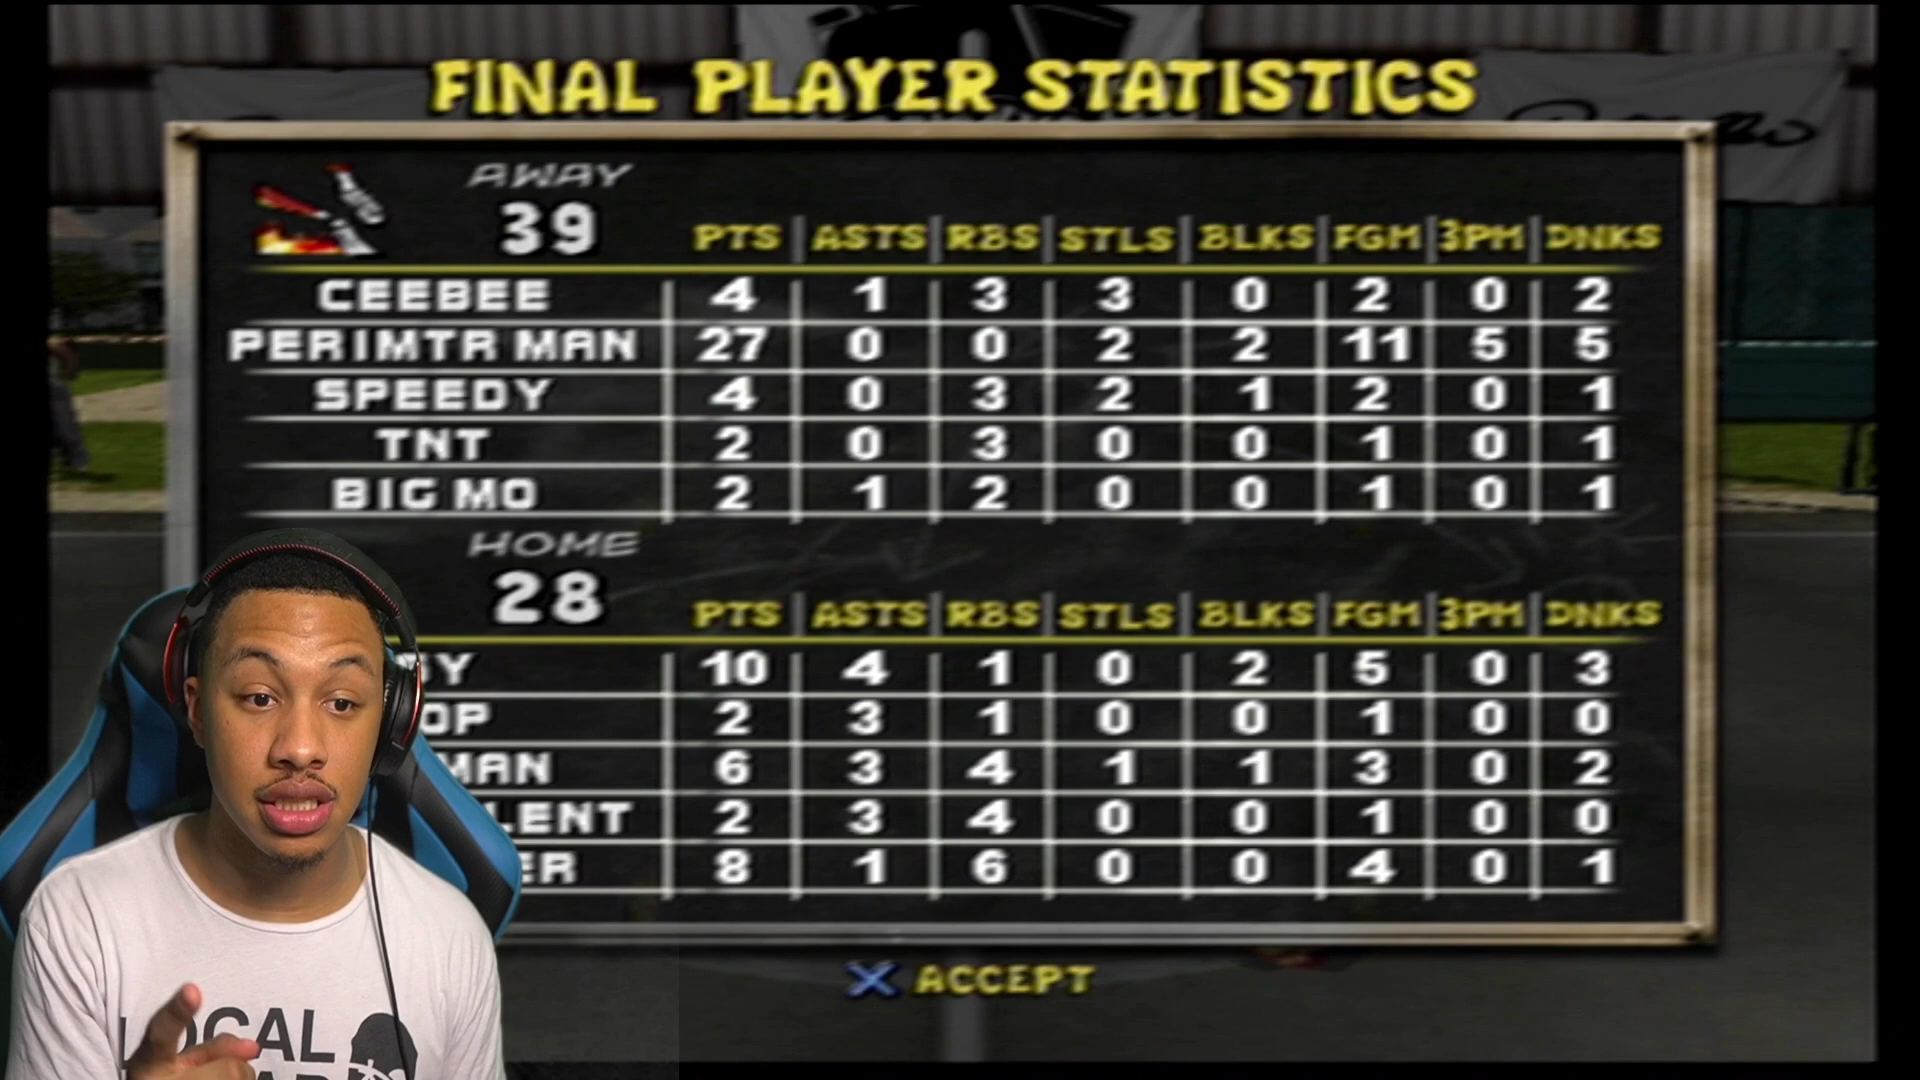 FINAL PLAYER STATISTICS
AWAY
39 PTS ASTS RBS STLS BLKS FGM 3PM DNKS
CEEBEE 4 1 3 3 0 2 0 2
PERIMTR MAN 27 0 0 2 2 11 5 5
SPEEDY 4 0 3 2 1 2 0 1
TNT 2 0 3 0 0 1 0 1
BIG MO 2 1 2 0 0 1 0 1
HOME
28 PTS ASTS RBS STLS BLKS FGM 3PM DNKS
10 4 1 0 2 5 0 3
OP 2 3 1 0 0 1 0 0
MAN 6 3 4 1 1 3 0 2
LENT 2 3 4 0 0 1 0 0
ER 8 1 6 0 0 4 0 1
X ACCEPT
LOCAL